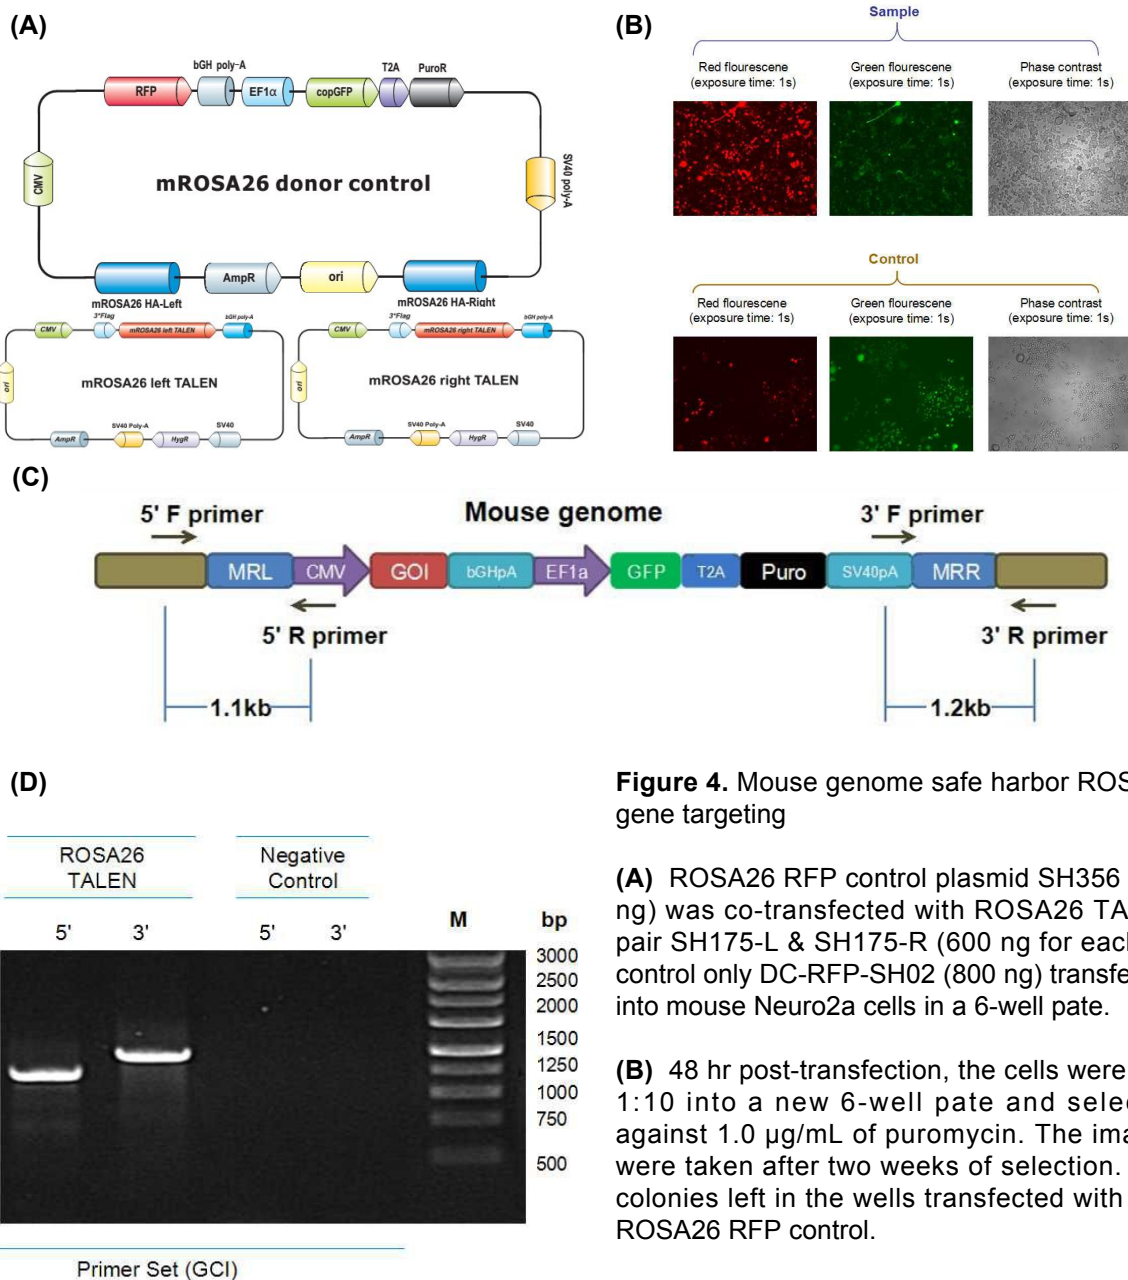 (A)
bGH poly-A
T2A
PuroR
RFP
EF1α
copGFP
CMV
mROSA26 donor control
SV40 poly-A
AmpR
ori
mROSA26 HA-Left
mROSA26 HA-Right
CMV
3*Flag
mROSA26 left TALEN
bGH poly-A
ori
mROSA26 left TALEN
SV40 Poly-A
SV40
AmpR
HygR
CMV
3*Flag
mROSA26 right TALEN
bGH poly-A
ori
mROSA26 right TALEN
SV40 Poly-A
SV40
AmpR
HygR
(B)
Sample
Red flourescene
(exposure time: 1s)
Green flourescene
(exposure time: 1s)
Phase contrast
(exposure time: 1s)
Control
Red flourescene
(exposure time: 1s)
Green flourescene
(exposure time: 1s)
Phase contrast
(exposure time: 1s)
(C)
5' F primer
Mouse genome
3' F primer
MRL
CMV
GOI
bGHpA
EF1a
GFP
T2A
Puro
SV40pA
MRR
5' R primer
3' R primer
1.1kb
1.2kb
(D)
ROSA26
TALEN
Negative
Control
5'
3'
5'
3'
M
bp
3000
2500
2000
1500
1250
1000
750
500
Primer Set (GCI)
Figure 4. Mouse genome safe harbor ROS
gene targeting
(A) ROSA26 RFP control plasmid SH356
ng) was co-transfected with ROSA26 TA
pair SH175-L & SH175-R (600 ng for each
control only DC-RFP-SH02 (800 ng) transfe
into mouse Neuro2a cells in a 6-well pate.
(B) 48 hr post-transfection, the cells were
1:10 into a new 6-well pate and selec
against 1.0 µg/mL of puromycin. The ima
were taken after two weeks of selection.
colonies left in the wells transfected with
ROSA26 RFP control.